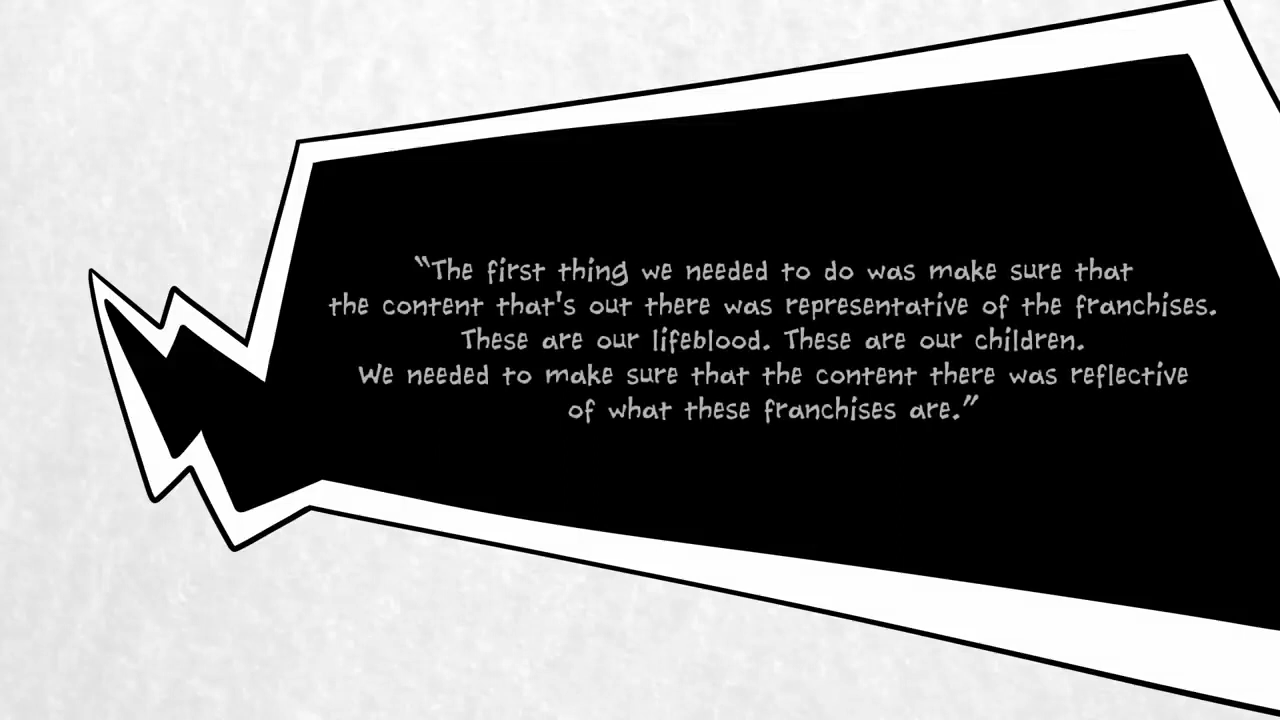 “The first thing we needed to do was make sure that
the content that's out there was representative of the franchises.
These are our lifeblood. These are our children.
We needed to make sure that the content there was reflective
of what these franchises are.”